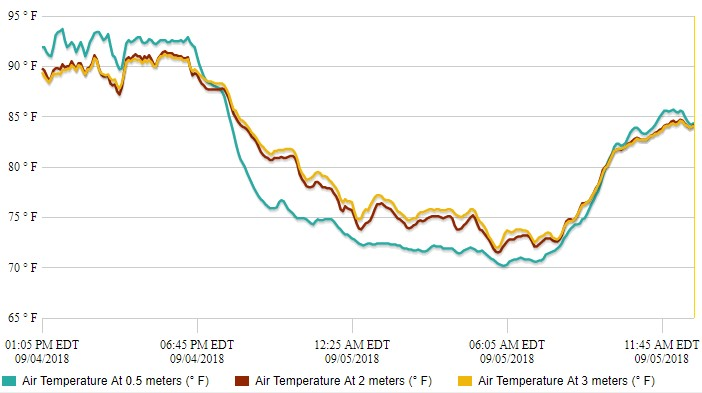 95 ° F
90 ° F
85 ° F
80 ° F
75 ° F
70 ° F
65 ° F
01:05 PM EDT 06:45 PM EDT 12:25 AM EDT 06:05 AM EDT 11:45 AM EDT
09/04/2018 09/04/2018 09/05/2018 09/05/2018 09/05/2018
Air Temperature At 0.5 meters (° F) Air Temperature At 2 meters (° F) Air Temperature At 3 meters (° F)